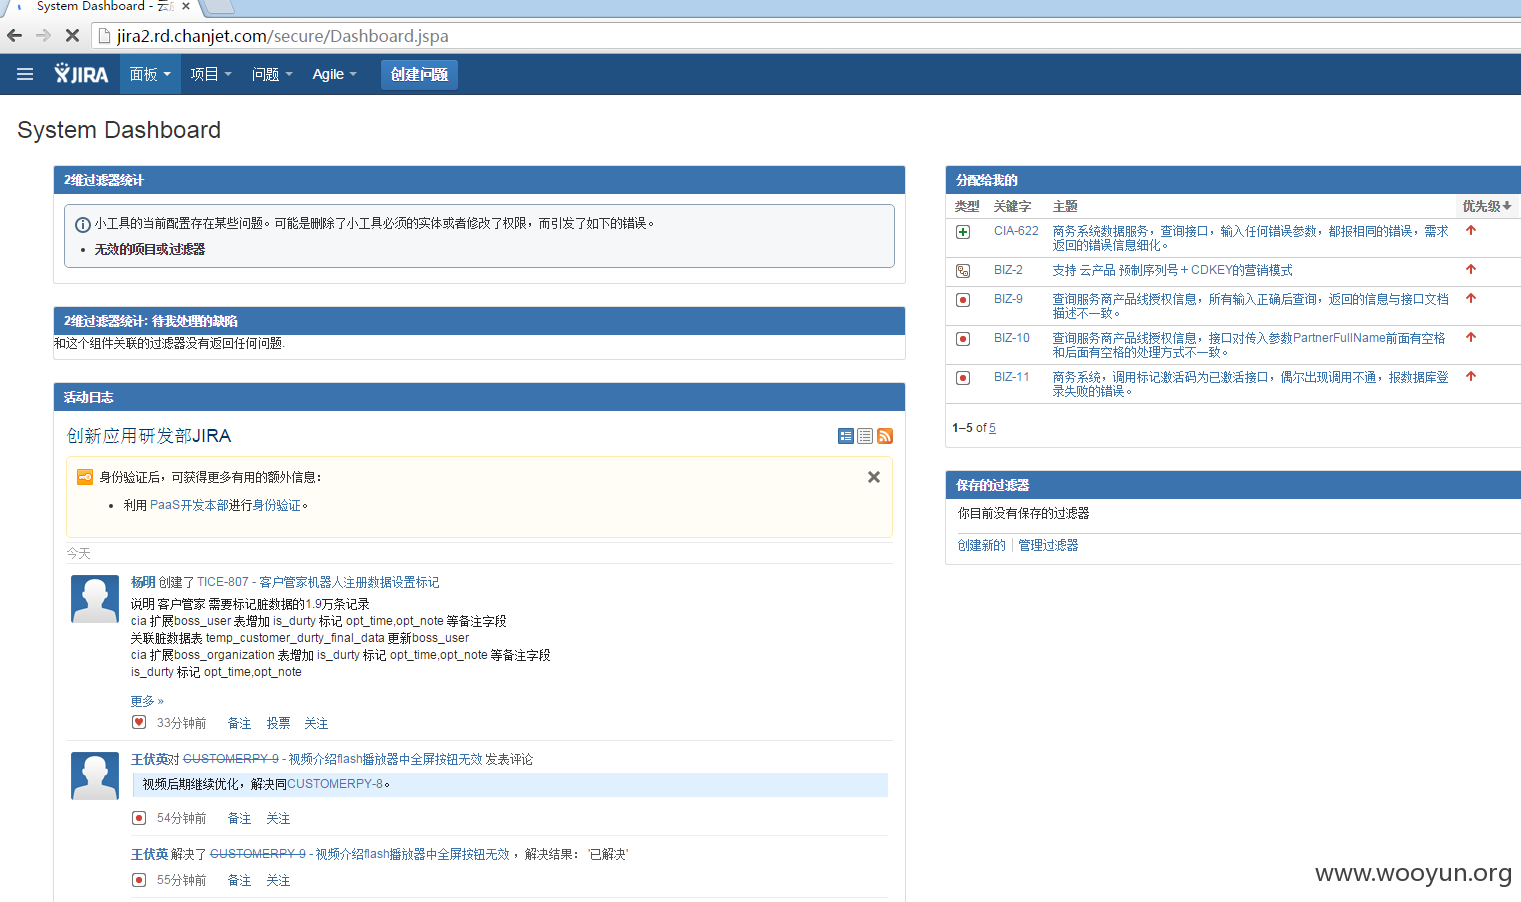 System Dashboard - 云
jira2.rd.chanjet.com/secure/Dashboard.jspa
JIRA 面板 项目 问题 Agile 创建问题
System Dashboard
2维过滤器统计
小工具的当前配置存在某些问题。可能是删除了小工具必须的实体或者修改了权限，而引发了如下的错误。
• 无效的项目或过滤器
2维过滤器统计: 待我处理的缺陷
和这个组件关联的过滤器没有返回任何问题.
活动日志
创新应用研发部JIRA
身份验证后，可获得更多有用的额外信息：
• 利用 PaaS开发本部进行身份验证。
今天
杨明 创建了 TICE-807 - 客户管家机器人注册数据设置标记
说明 客户管家 需要标记脏数据的1.9万条记录
cia 扩展boss_user 表增加 is_durty 标记 opt_time,opt_note 等备注字段
关联脏数据表 temp_customer_durty_final_data 更新boss_user
cia 扩展boss_organization 表增加 is_durty 标记 opt_time,opt_note 等备注字段
is_durty 标记 opt_time,opt_note
更多 »
33分钟前 备注 投票 关注
王伏英对 CUSTOMERPY-9 - 视频介绍flash播放器中全屏按钮无效 发表评论
视频后期继续优化，解决同CUSTOMERPY-8。
54分钟前 备注 关注
王伏英 解决了 CUSTOMERPY-9 - 视频介绍flash播放器中全屏按钮无效 ，解决结果： '已解决'
55分钟前 备注 关注
分配给我的
类型 关键字 主题 优先级
CIA-622 商务系统数据服务，查询接口，输入任何错误参数，都报相同的错误，需求
返回的错误信息细化。
BIZ-2 支持 云产品 预制序列号＋CDKEY的营销模式
BIZ-9 查询服务商产品线授权信息，所有输入正确后查询，返回的信息与接口文档
描述不一致。
BIZ-10 查询服务商产品线授权信息，接口对传入参数PartnerFullName前面有空格
和后面有空格的处理方式不一致。
BIZ-11 商务系统，调用标记激活码为已激活接口，偶尔出现调用不通，报数据库登
录失败的错误。
1–5 of 5
保存的过滤器
你目前没有保存的过滤器
创建新的 管理过滤器
www.wooyun.org